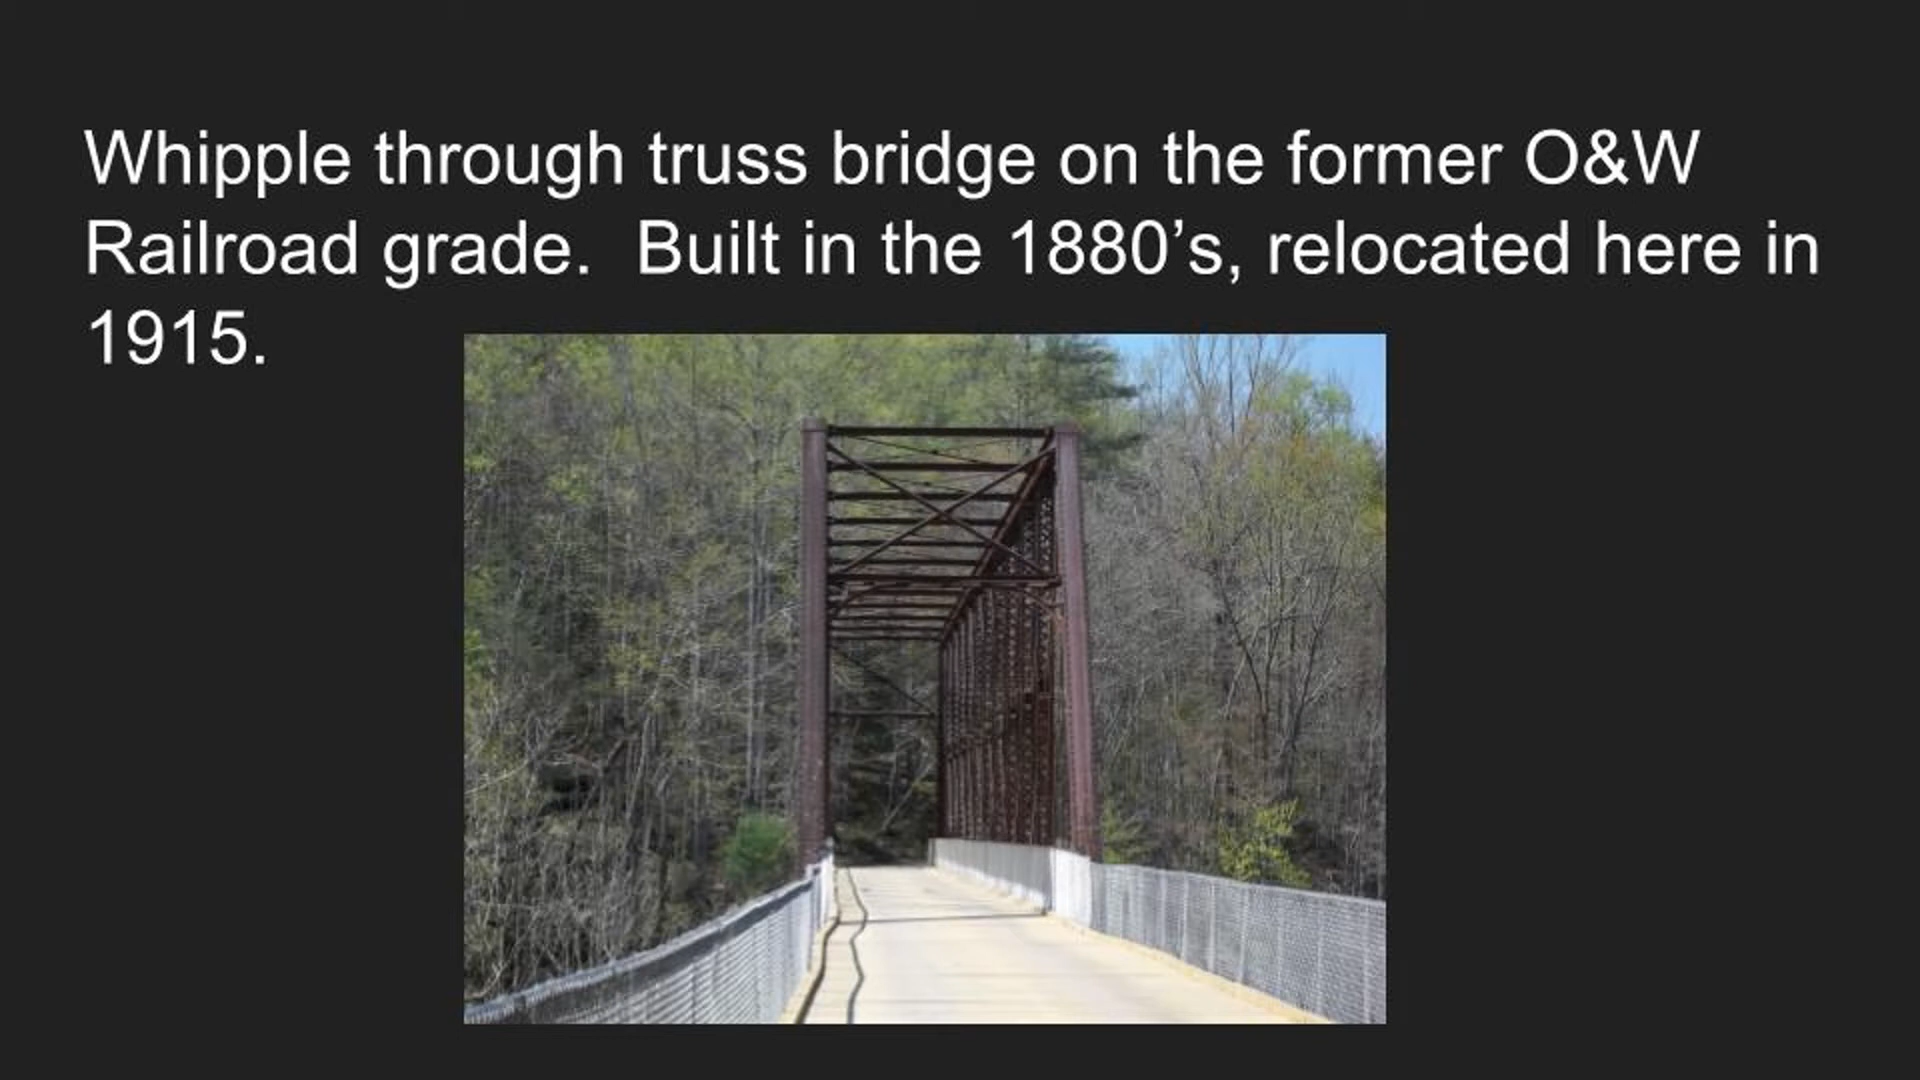 Whipple through truss bridge on the former O&W
Railroad grade.  Built in the 1880’s, relocated here in
1915.